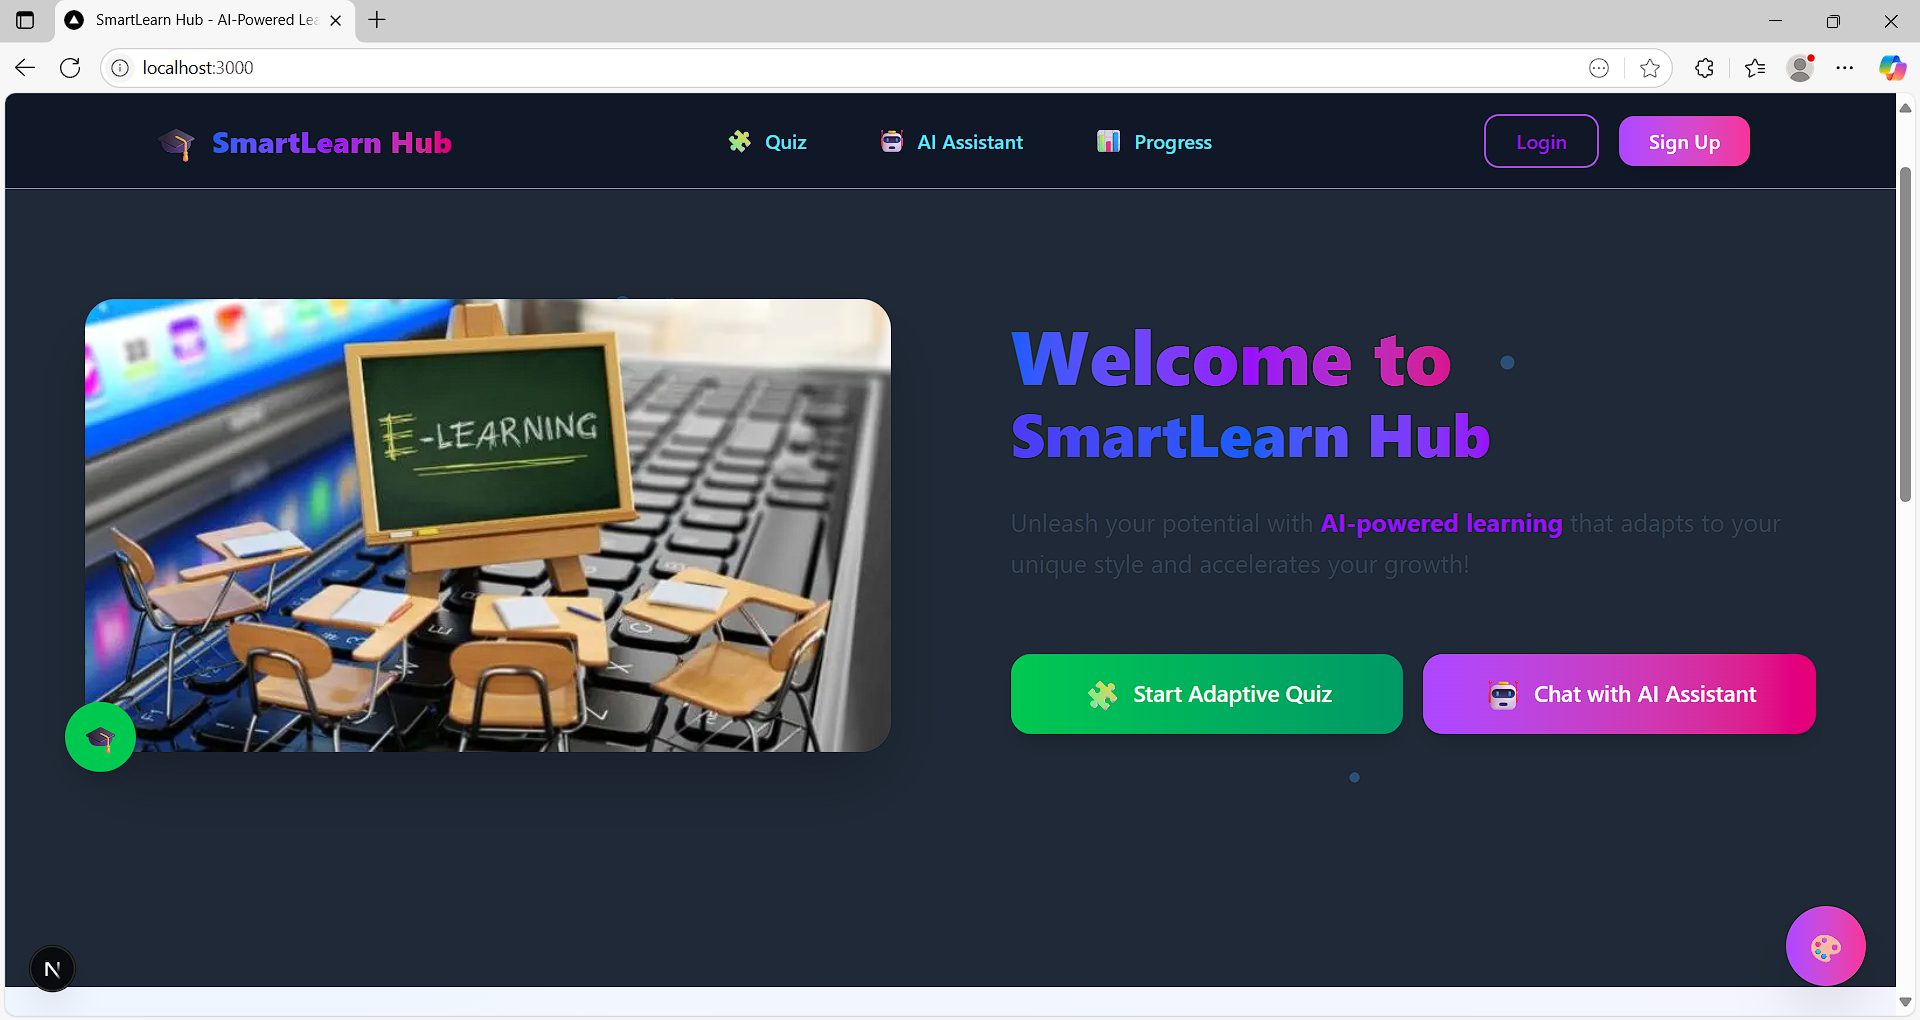 SmartLearn Hub - AI-Powered Lea
localhost:3000
SmartLearn Hub
Quiz
AI Assistant
Progress
Login
Sign Up
E-LEARNING
Welcome to
SmartLearn Hub
Unleash your potential with AI-powered learning that adapts to your
unique style and accelerates your growth!
Start Adaptive Quiz
Chat with AI Assistant
N